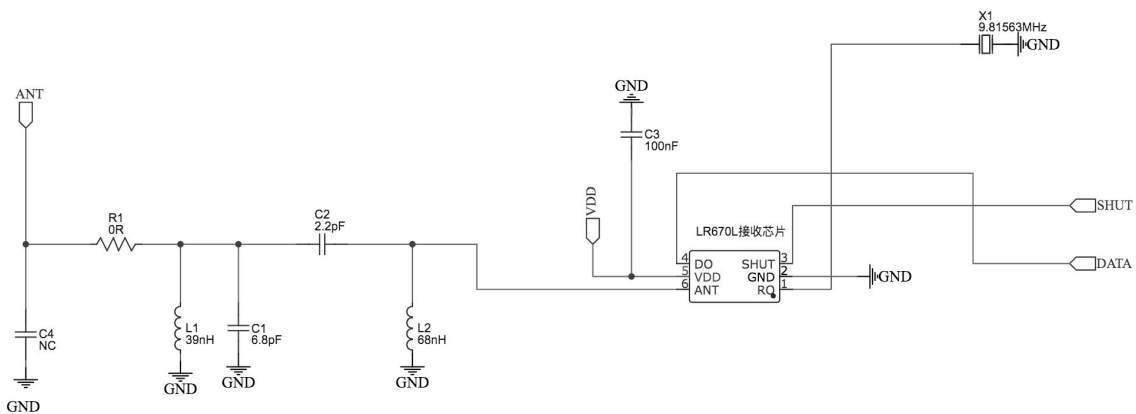 X1
9.81563MHz
GND
ANT
GND
C3
100nF
VDD
SHUT
R1
0R
C2
2.2pF
LR670L接收芯片
4 DO SHUT 3
5 VDD GND 2
6 ANT RO 1
GND
DATA
C4
NC
L1
39nH
C1
6.8pF
L2
68nH
GND
GND
GND
GND